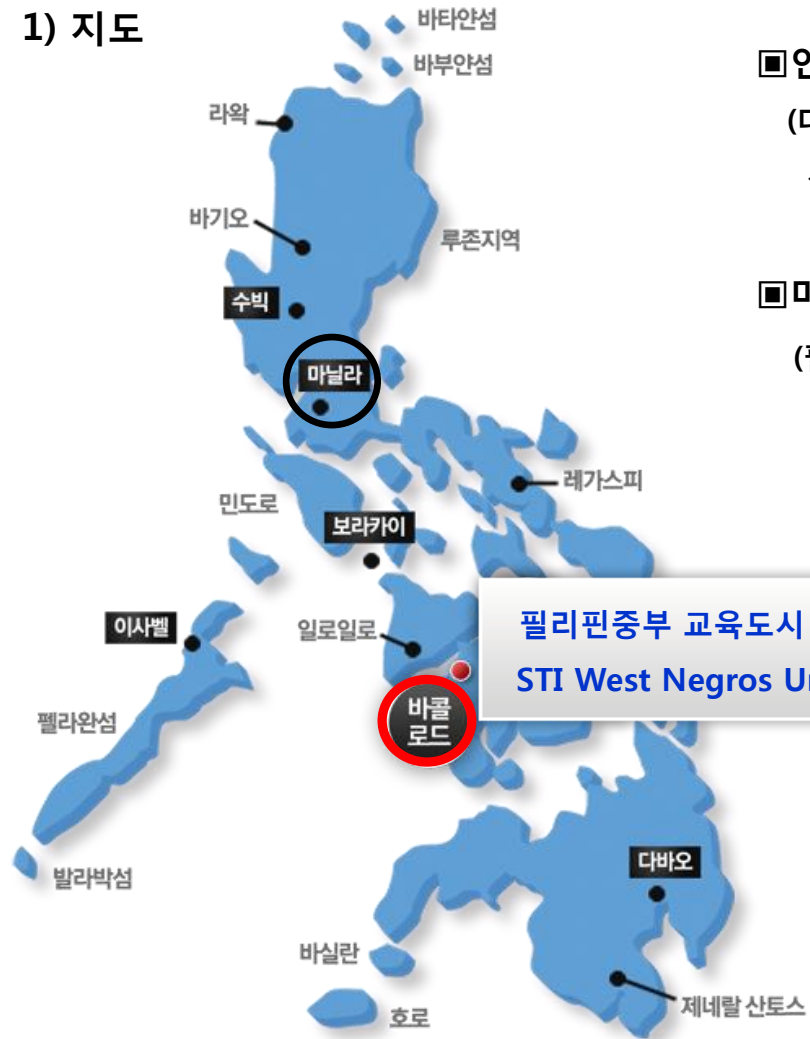 1) 지도
바타얀섬
바부얀섬
라왁
바기오
루존지역
수빅
마닐라
레가스피
민도로
보라카이
이사벨
일로일로
필리핀중부 교육도시
STI West Negros
바콜
로드
펠라완섬
다바오
발라박섬
바실란
제네랄 산토스
호로